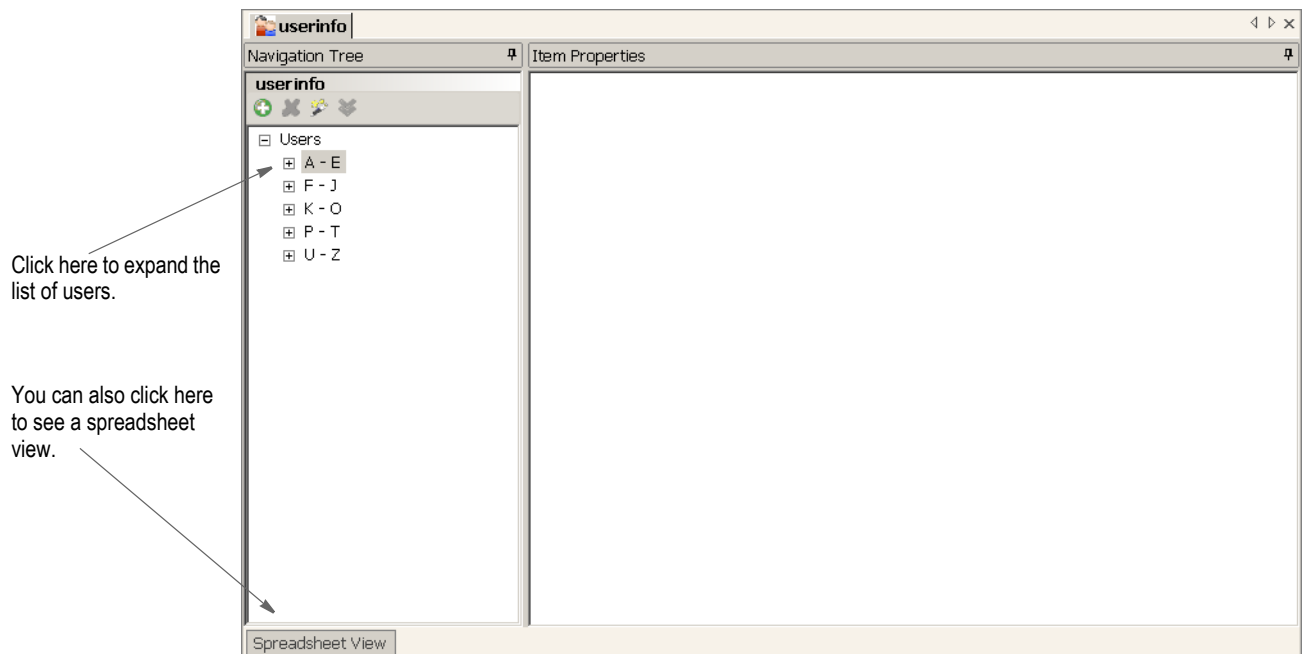 userinfo
Navigation Tree
Item Properties
userinfo
Users
A - E
F - J
K - O
P - T
U - Z
Click here to expand the
list of users.
You can also click here
to see a spreadsheet
view.
Spreadsheet View